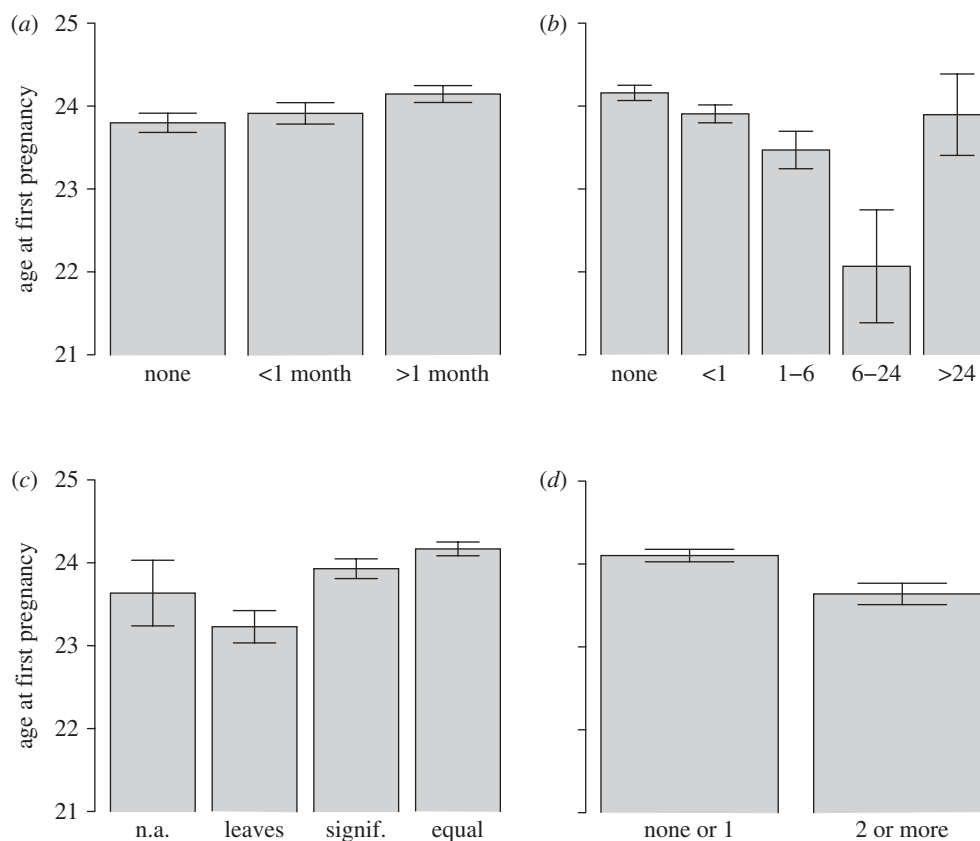 (a)
25
24
23
22
21
age at first pregnancy
none
<1 month
>1 month
(b)
none
<1
1–6
6–24
>24
(c)
25
24
23
22
21
age at first pregnancy
n.a.
leaves
signif.
equal
(d)
none or 1
2 or more